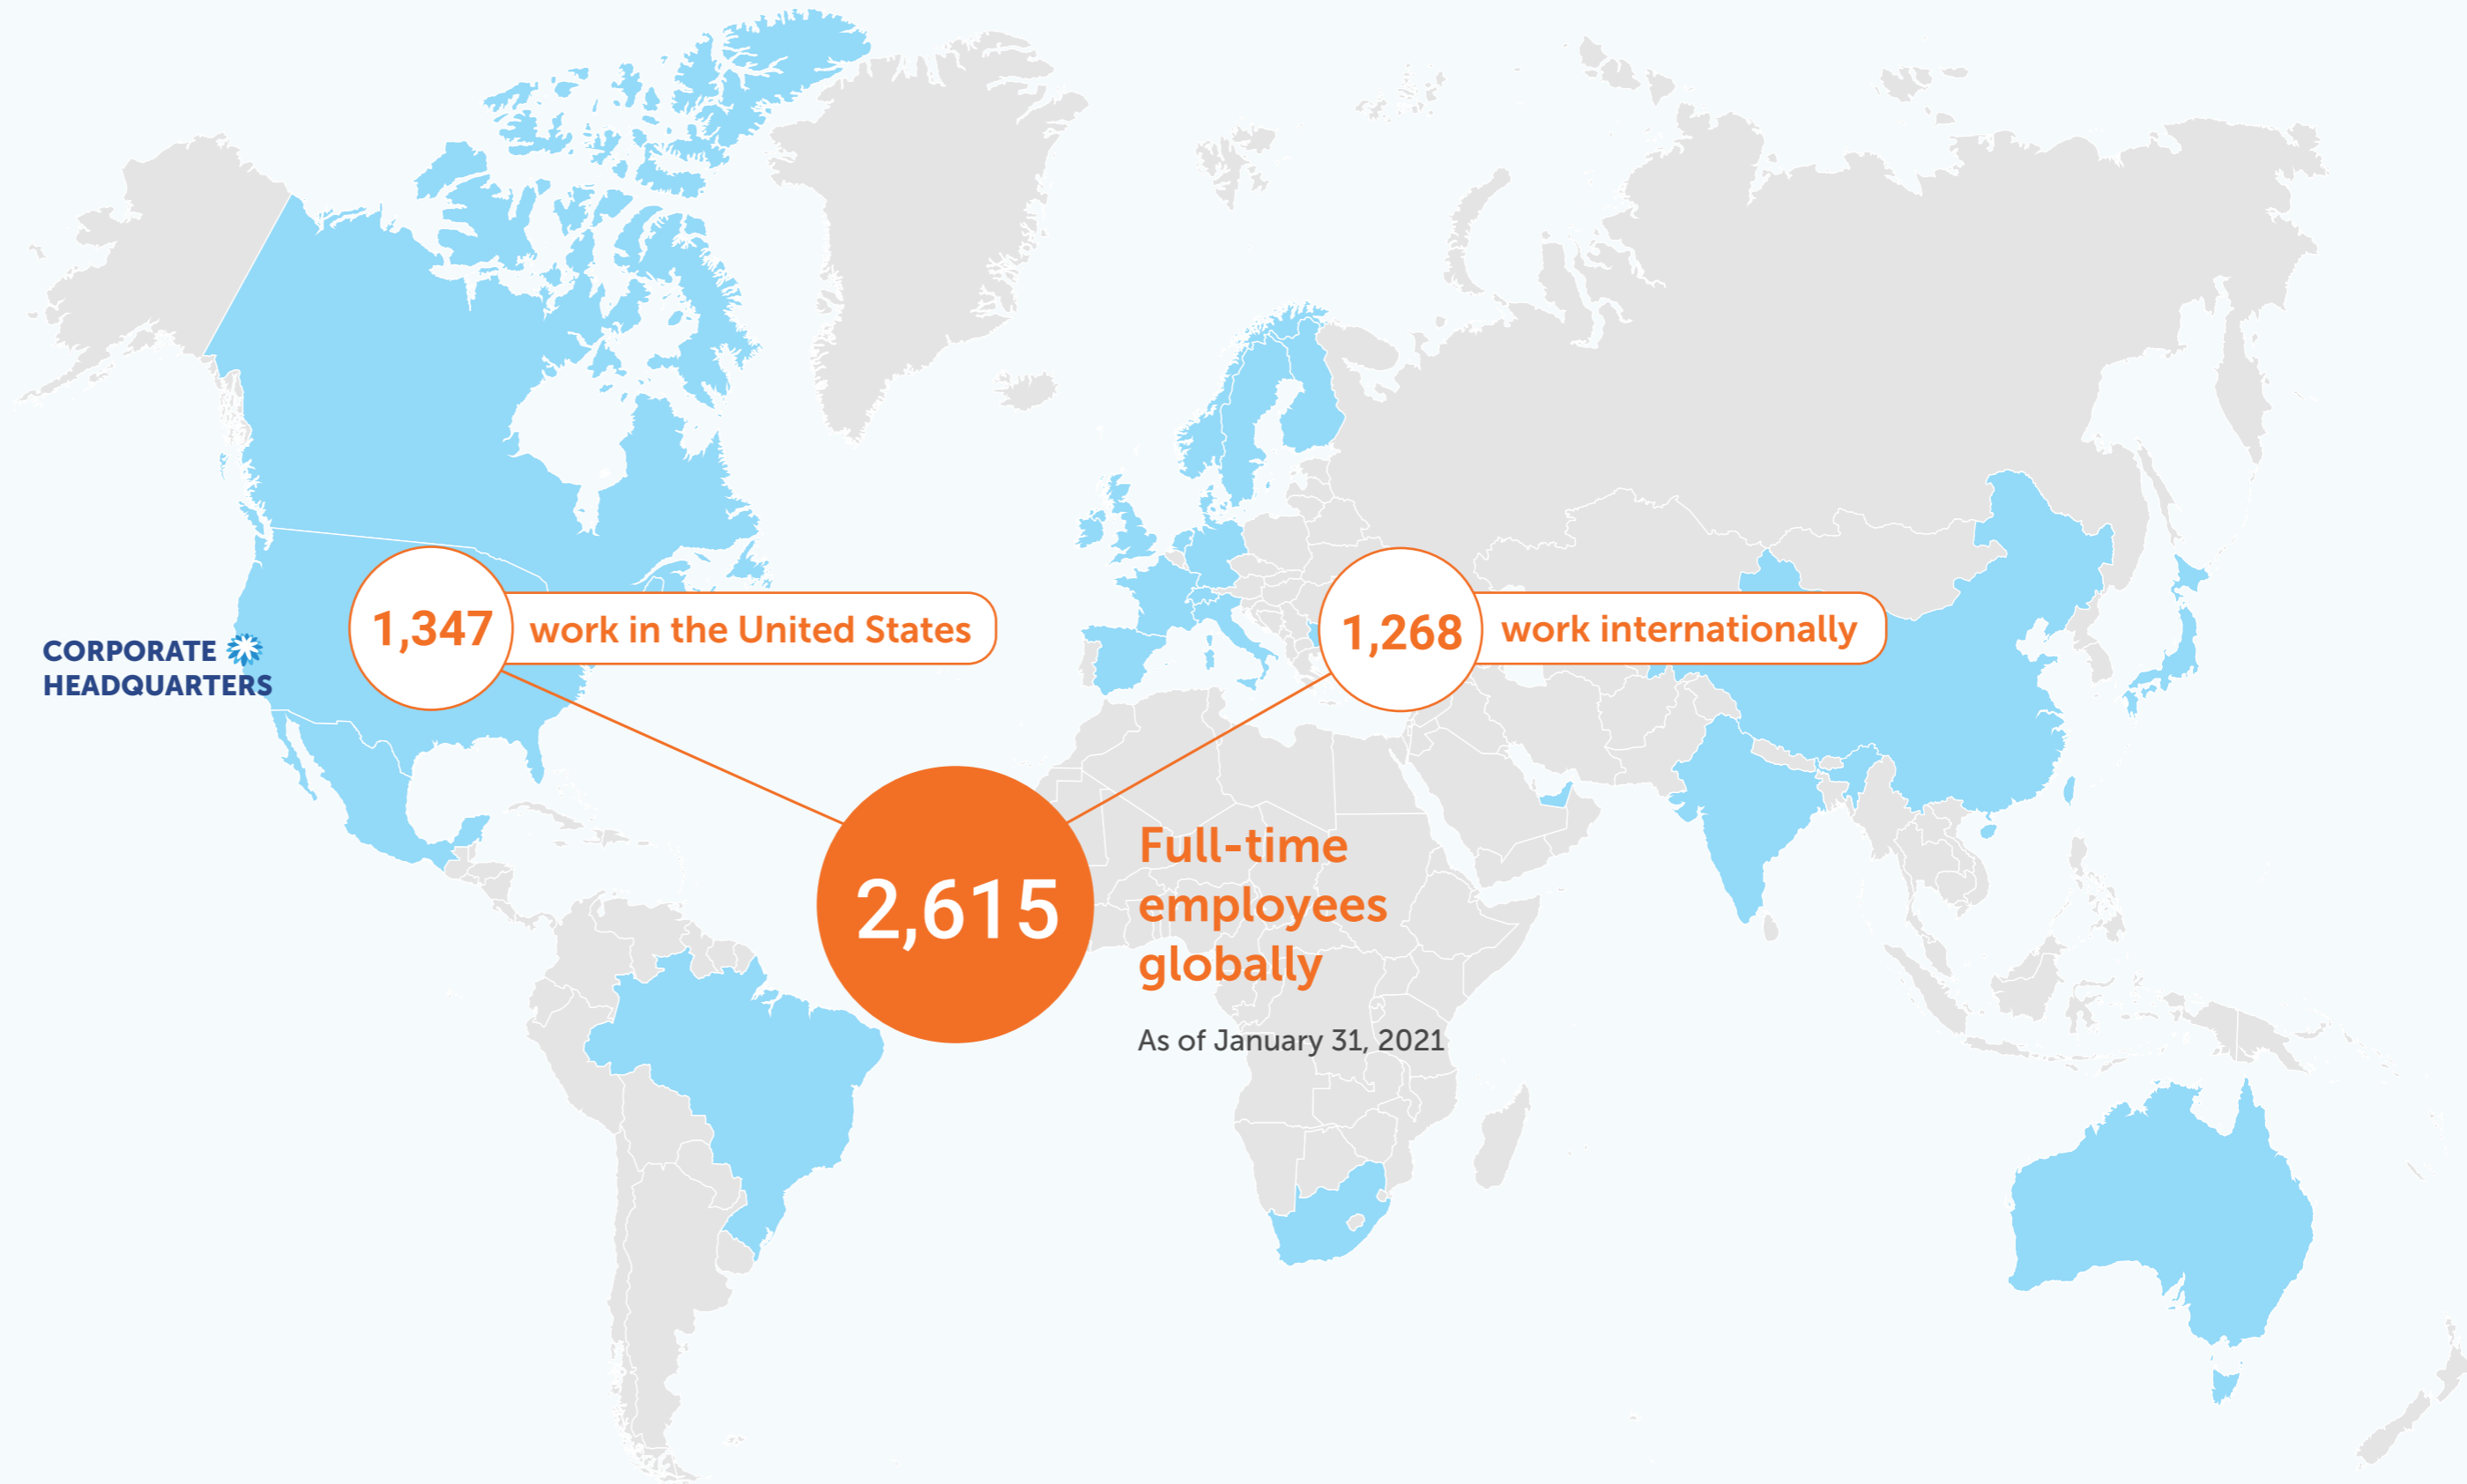 CORPORATE
HEADQUARTERS
1,347
work in the United States
1,268
work internationally
2,615
Full-time
employees
globally
As of January 31, 2021